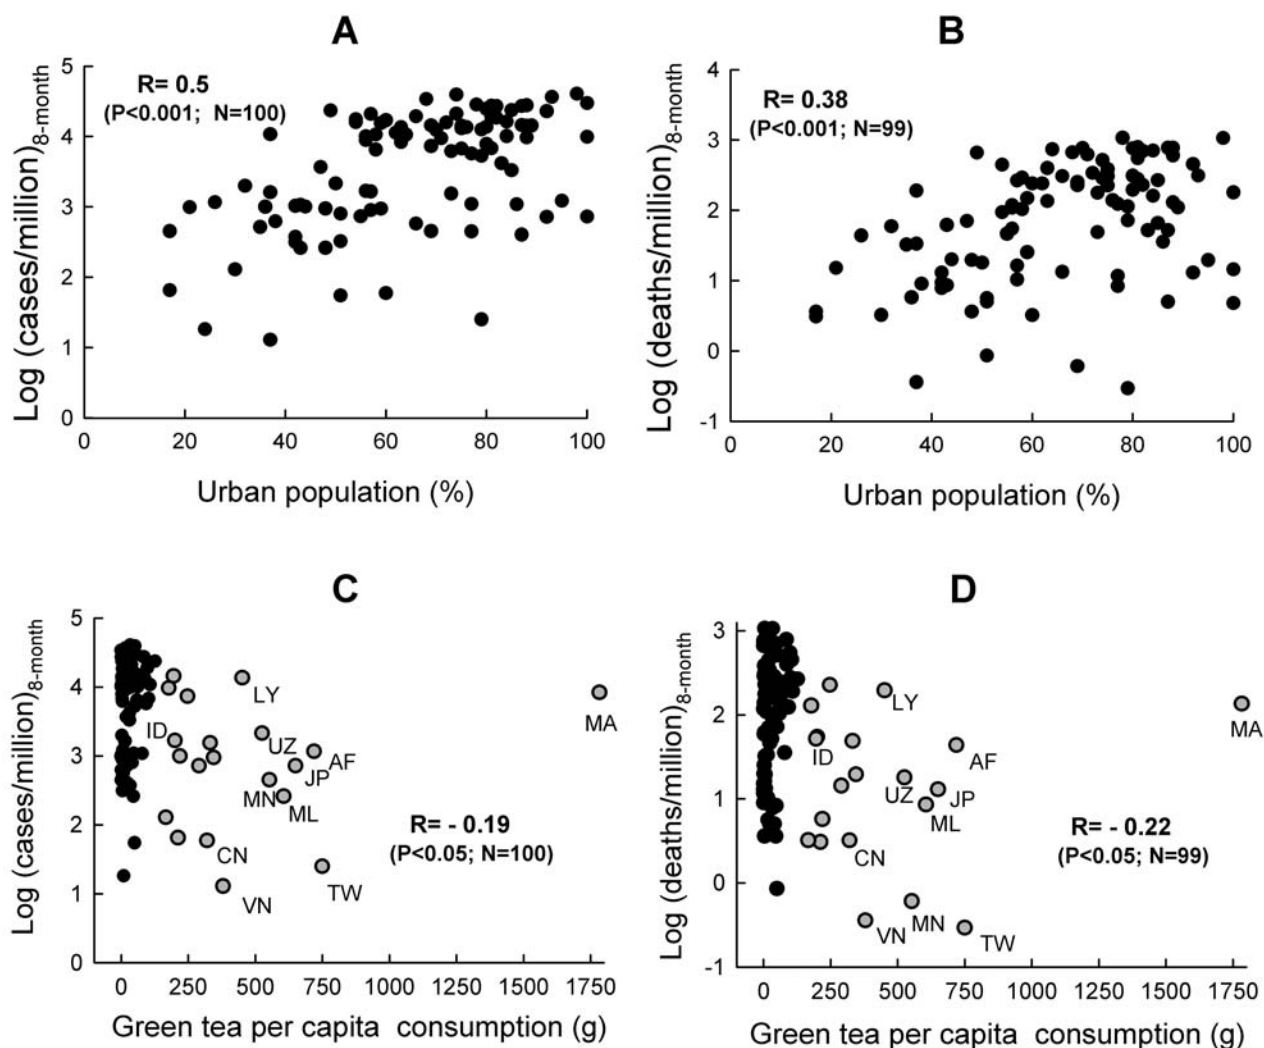 A
Log (cases/million)8-month
5
4
3
2
1
0
R= 0.5
(P<0.001; N=100)
0 20 40 60 80 100
Urban population (%)
B
Log (deaths/million)8-month
4
3
2
1
0
-1
R= 0.38
(P<0.001; N=99)
0 20 40 60 80 100
Urban population (%)
C
Log (cases/million)8-month
5
4
3
2
1
0
LY
MA
ID
UZ
AF
JP
MN
ML
CN
VN
TW
R= - 0.19
(P<0.05; N=100)
0 250 500 750 1000 1250 1500 1750
Green tea per capita consumption (g)
D
Log (deaths/million)8-month
3
2
1
0
-1
LY
MA
ID
AF
UZ
JP
ML
CN
MN
VN
TW
R= - 0.22
(P<0.05; N=99)
0 250 500 750 1000 1250 1500 1750
Green tea per capita consumption (g)